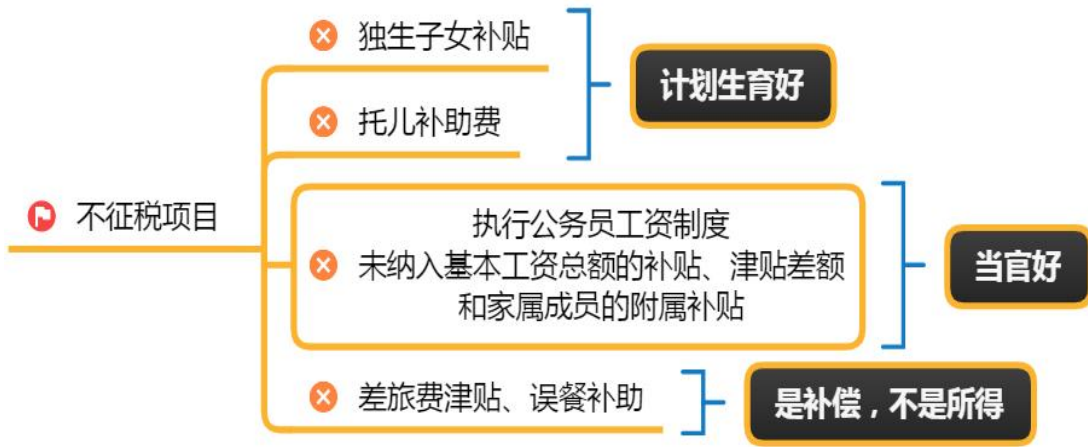 独生子女补贴
托儿补助费
计划生育好
不征税项目
执行公务员工资制度
未纳入基本工资总额的补贴、津贴差额
和家属成员的附属补贴
当官好
差旅费津贴、误餐补助
是补偿，不是所得